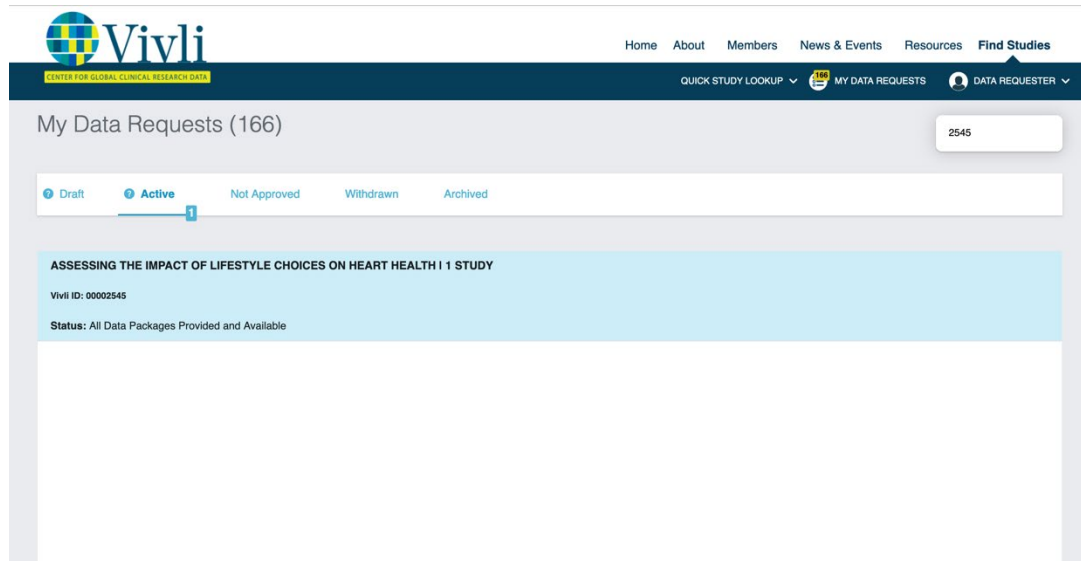 Vivli
CENTER FOR GLOBAL CLINICAL RESEARCH DATA
Home About Members News & Events Resources Find Studies
QUICK STUDY LOOKUP 166 MY DATA REQUESTS DATA REQUESTER
My Data Requests (166)
2545
? Draft ? Active Not Approved Withdrawn Archived
1
ASSESSING THE IMPACT OF LIFESTYLE CHOICES ON HEART HEALTH | 1 STUDY
Vivli ID: 00002545
Status: All Data Packages Provided and Available